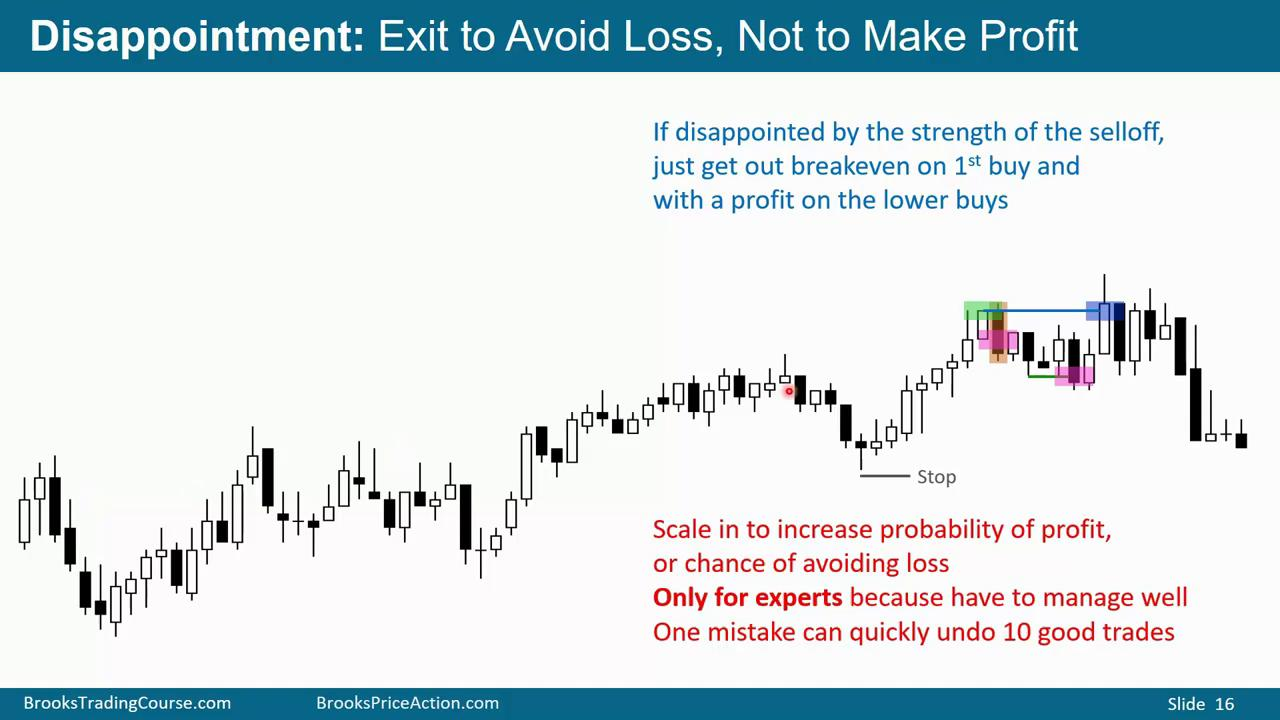 Disappointment: Exit to Avoid Loss, Not to Make Profit
If disappointed by the strength of the selloff,
just get out breakeven on 1st buy and
with a profit on the lower buys
Stop
Scale in to increase probability of profit,
or chance of avoiding loss
Only for experts because have to manage well
One mistake can quickly undo 10 good trades
BrooksTradingCourse.com
BrooksPriceAction.com
Slide 16